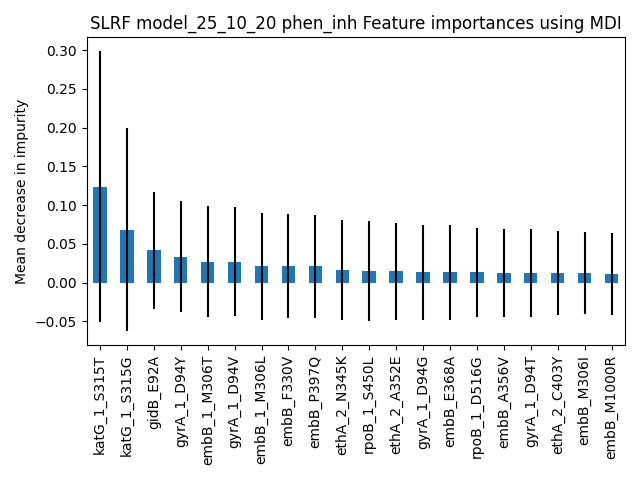 SLRF model_25_10_20 phen_inh Feature importances using MDI
Mean decrease in impurity
0.30
0.25
0.20
0.15
0.10
0.05
0.00
−0.05
katG_1_S315T
katG_1_S315G
gidB_E92A
gyrA_1_D94Y
embB_1_M306T
gyrA_1_D94V
embB_1_M306L
embB_F330V
embB_P397Q
ethA_2_N345K
rpoB_1_S450L
ethA_2_A352E
gyrA_1_D94G
embB_E368A
rpoB_1_D516G
embB_A356V
gyrA_1_D94T
ethA_2_C403Y
embB_M306I
embB_M1000R